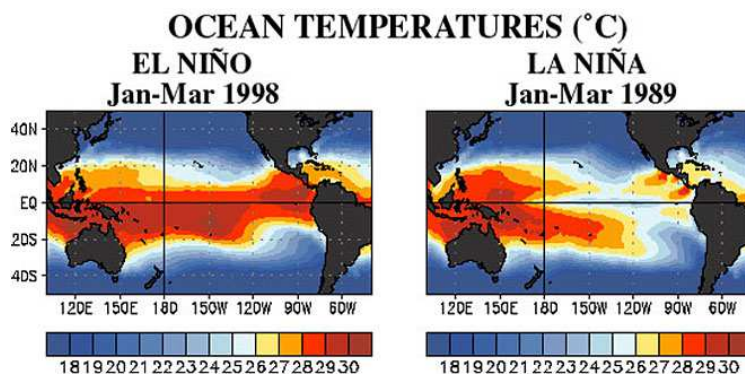 OCEAN TEMPERATURES (˚C)
EL NIÑO
Jan-Mar 1998
LA NIÑA
Jan-Mar 1989
40N
20N
EQ
20S
40S
120E 150E 180 150W 120W 90W 60W
120E 150E 180 150W 120W 90W 60W
18 19 20 21 22 23 24 25 26 27 28 29 30
18 19 20 21 22 23 24 25 26 27 28 29 30